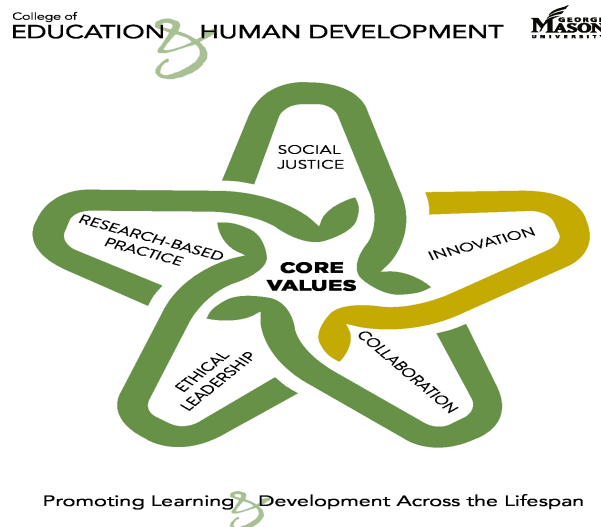 College of
EDUCATION & HUMAN DEVELOPMENT
GEORGE
MASON
UNIVERSITY
SOCIAL
JUSTICE
RESEARCH-BASED
PRACTICE
INNOVATION
CORE
VALUES
ETHICAL
LEADERSHIP
COLLABORATION
Promoting Learning & Development Across the Lifespan